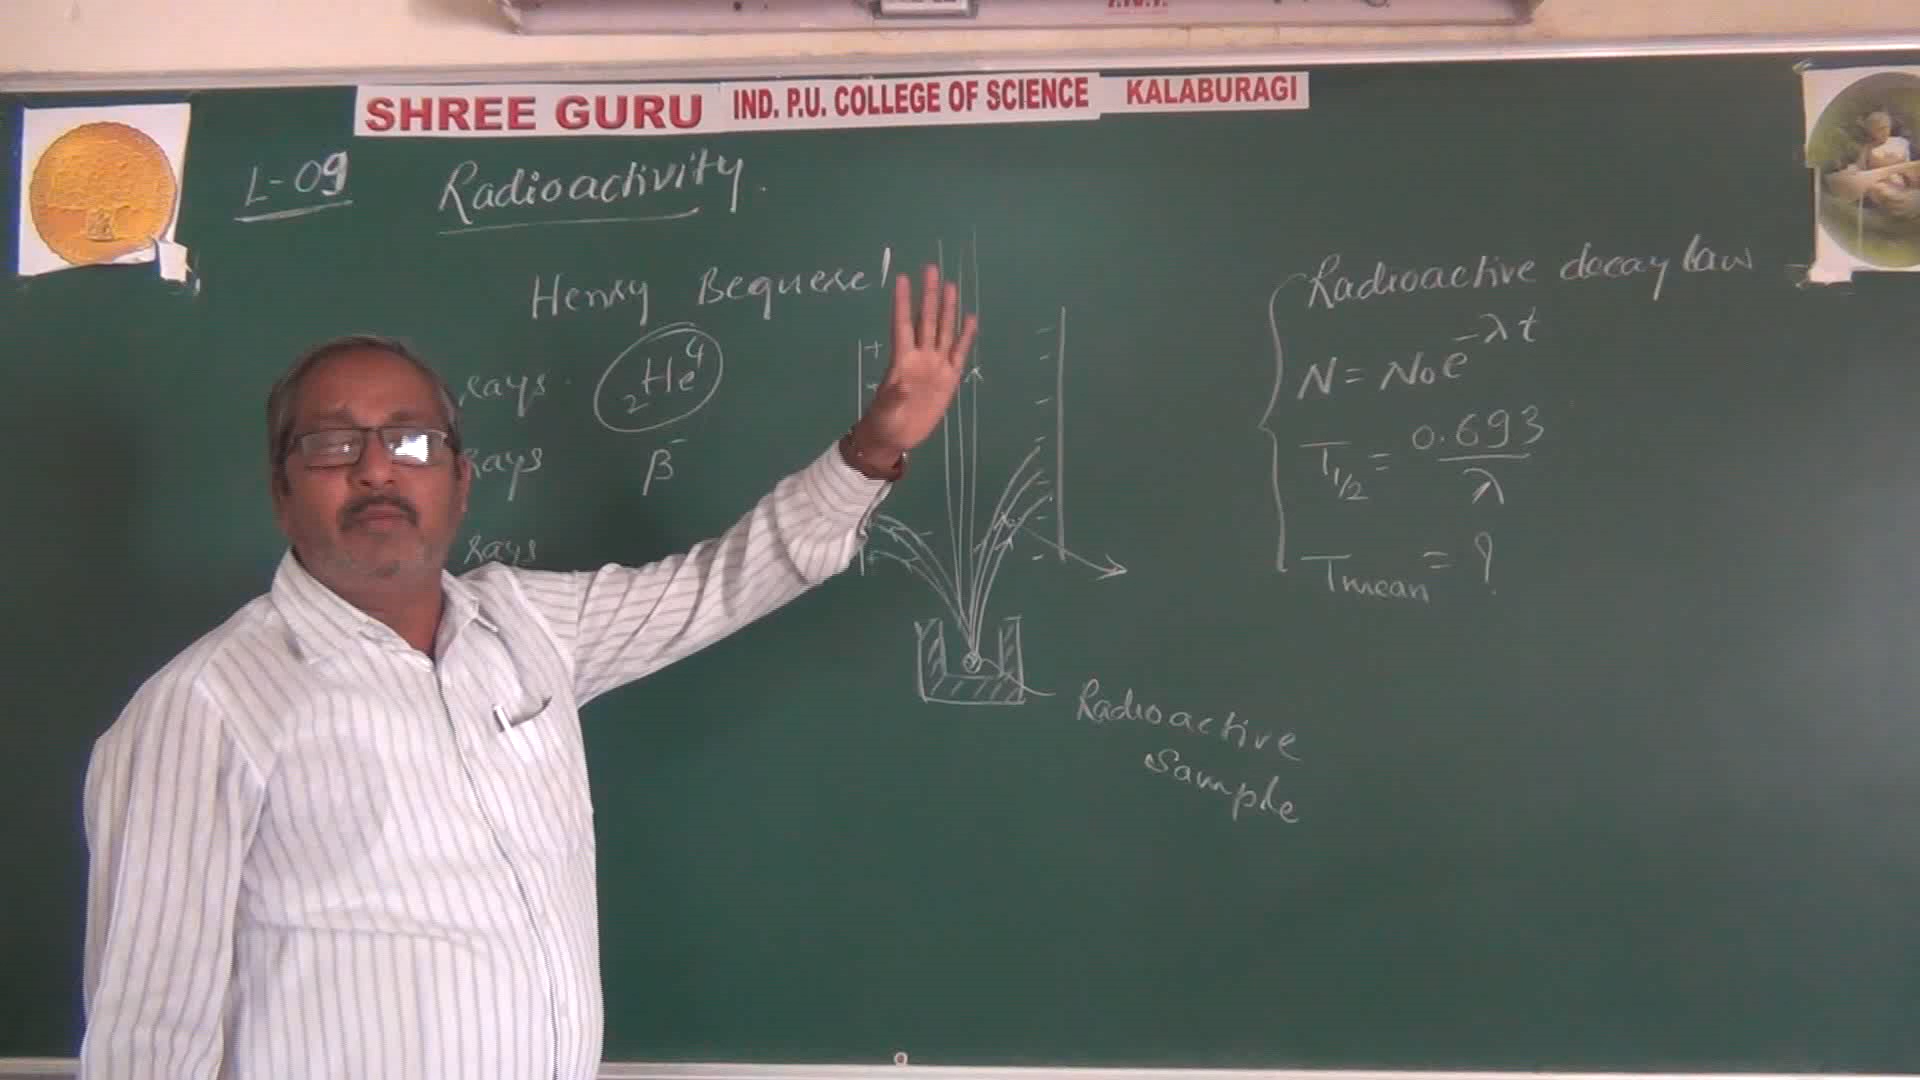 SHREE GURU IND. P.U. COLLEGE OF SCIENCE KALABURAGI
L-09 Radioactivity.
Henry Bequerel
rays. ₂He⁴
rays β⁻
rays
Radioactive decay law
N = N₀e^-λt
T1/2 = 0.693/λ
Tmean = ?
Radioactive
Sample